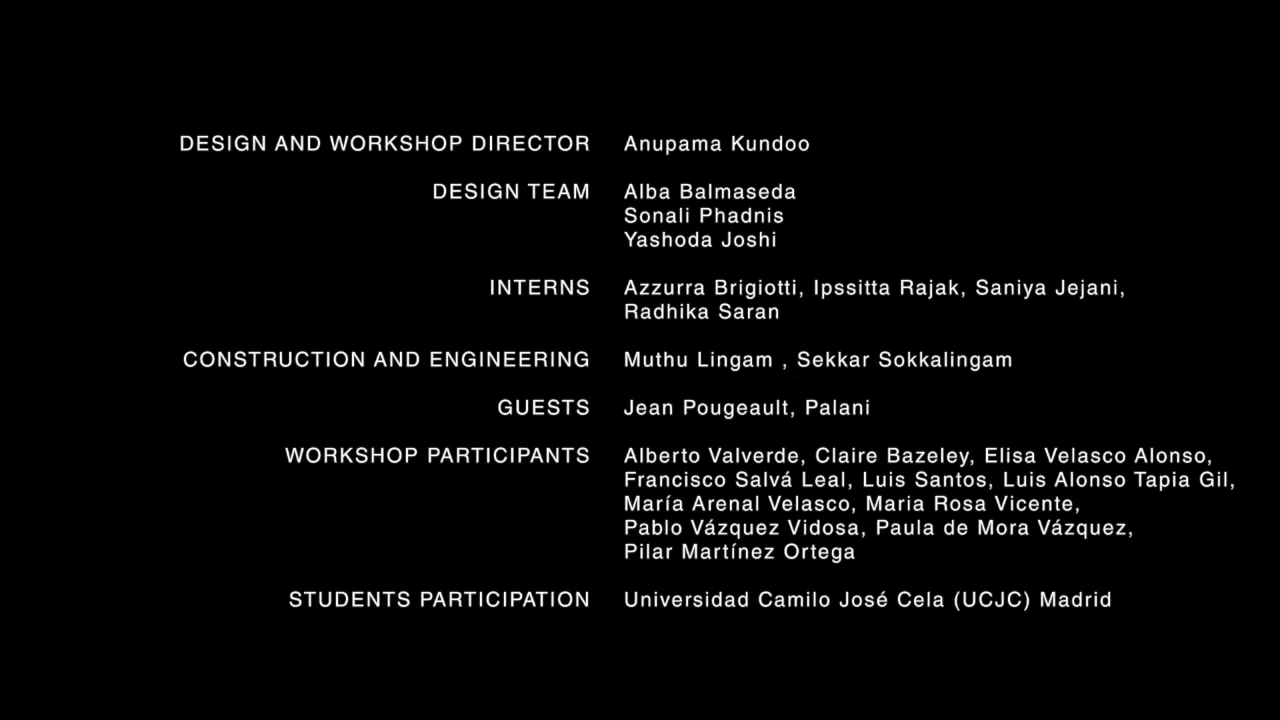 DESIGN AND WORKSHOP DIRECTOR Anupama Kundoo
DESIGN TEAM Alba Balmaseda
Sonali Phadnis
Yashoda Joshi
INTERNS Azzurra Brigiotti, Ipssitta Rajak, Saniya Jejani,
Radhika Saran
CONSTRUCTION AND ENGINEERING Muthu Lingam , Sekkar Sokkalingam
GUESTS Jean Pougeault, Palani
WORKSHOP PARTICIPANTS Alberto Valverde, Claire Bazeley, Elisa Velasco Alonso,
Francisco Salvá Leal, Luis Santos, Luis Alonso Tapia Gil,
María Arenal Velasco, Maria Rosa Vicente,
Pablo Vázquez Vidosa, Paula de Mora Vázquez,
Pilar Martínez Ortega
STUDENTS PARTICIPATION Universidad Camilo José Cela (UCJC) Madrid